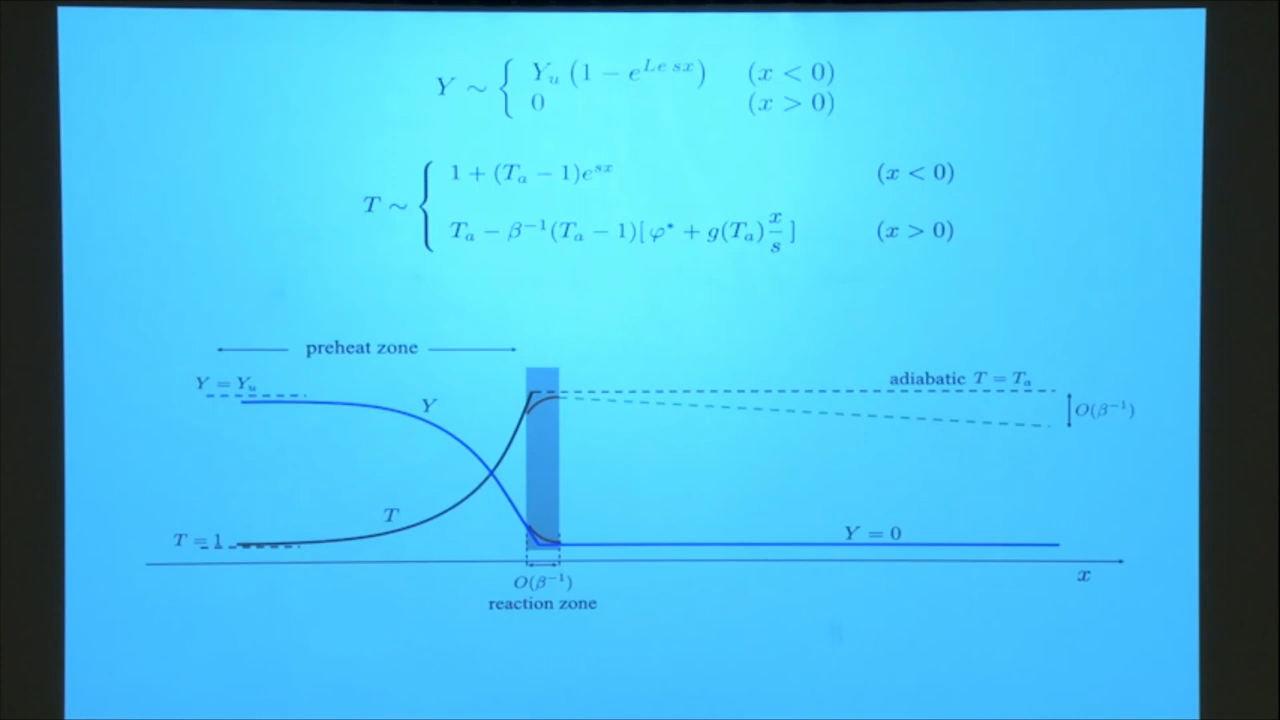 Y ∼ { Y_u (1 − e^{Le sx}) (x < 0)
0 (x > 0)
T ∼ { 1 + (T_a − 1)e^{sx} (x < 0)
T_a − β^{−1}(T_a − 1)[ φ* + g(T_a) x/s ] (x > 0)
preheat zone
Y = Y_u
Y
adiabatic T = T_a
O(β^{−1})
T
T = 1
Y = 0
x
O(β^{−1})
reaction zone